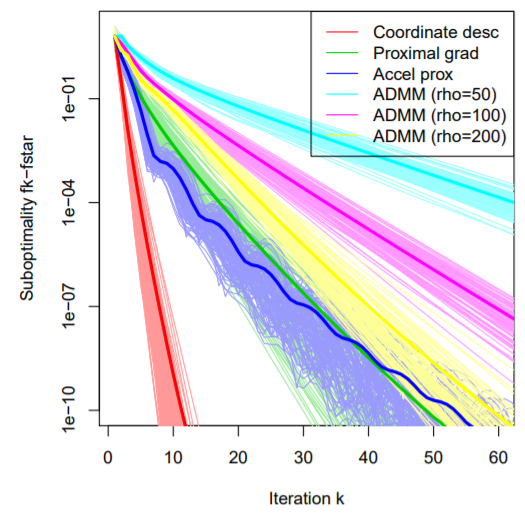 Coordinate desc
Proximal grad
Accel prox
ADMM (rho=50)
ADMM (rho=100)
ADMM (rho=200)
Suboptimality fk−fstar
1e−01
1e−04
1e−07
1e−10
0 10 20 30 40 50 60
Iteration k